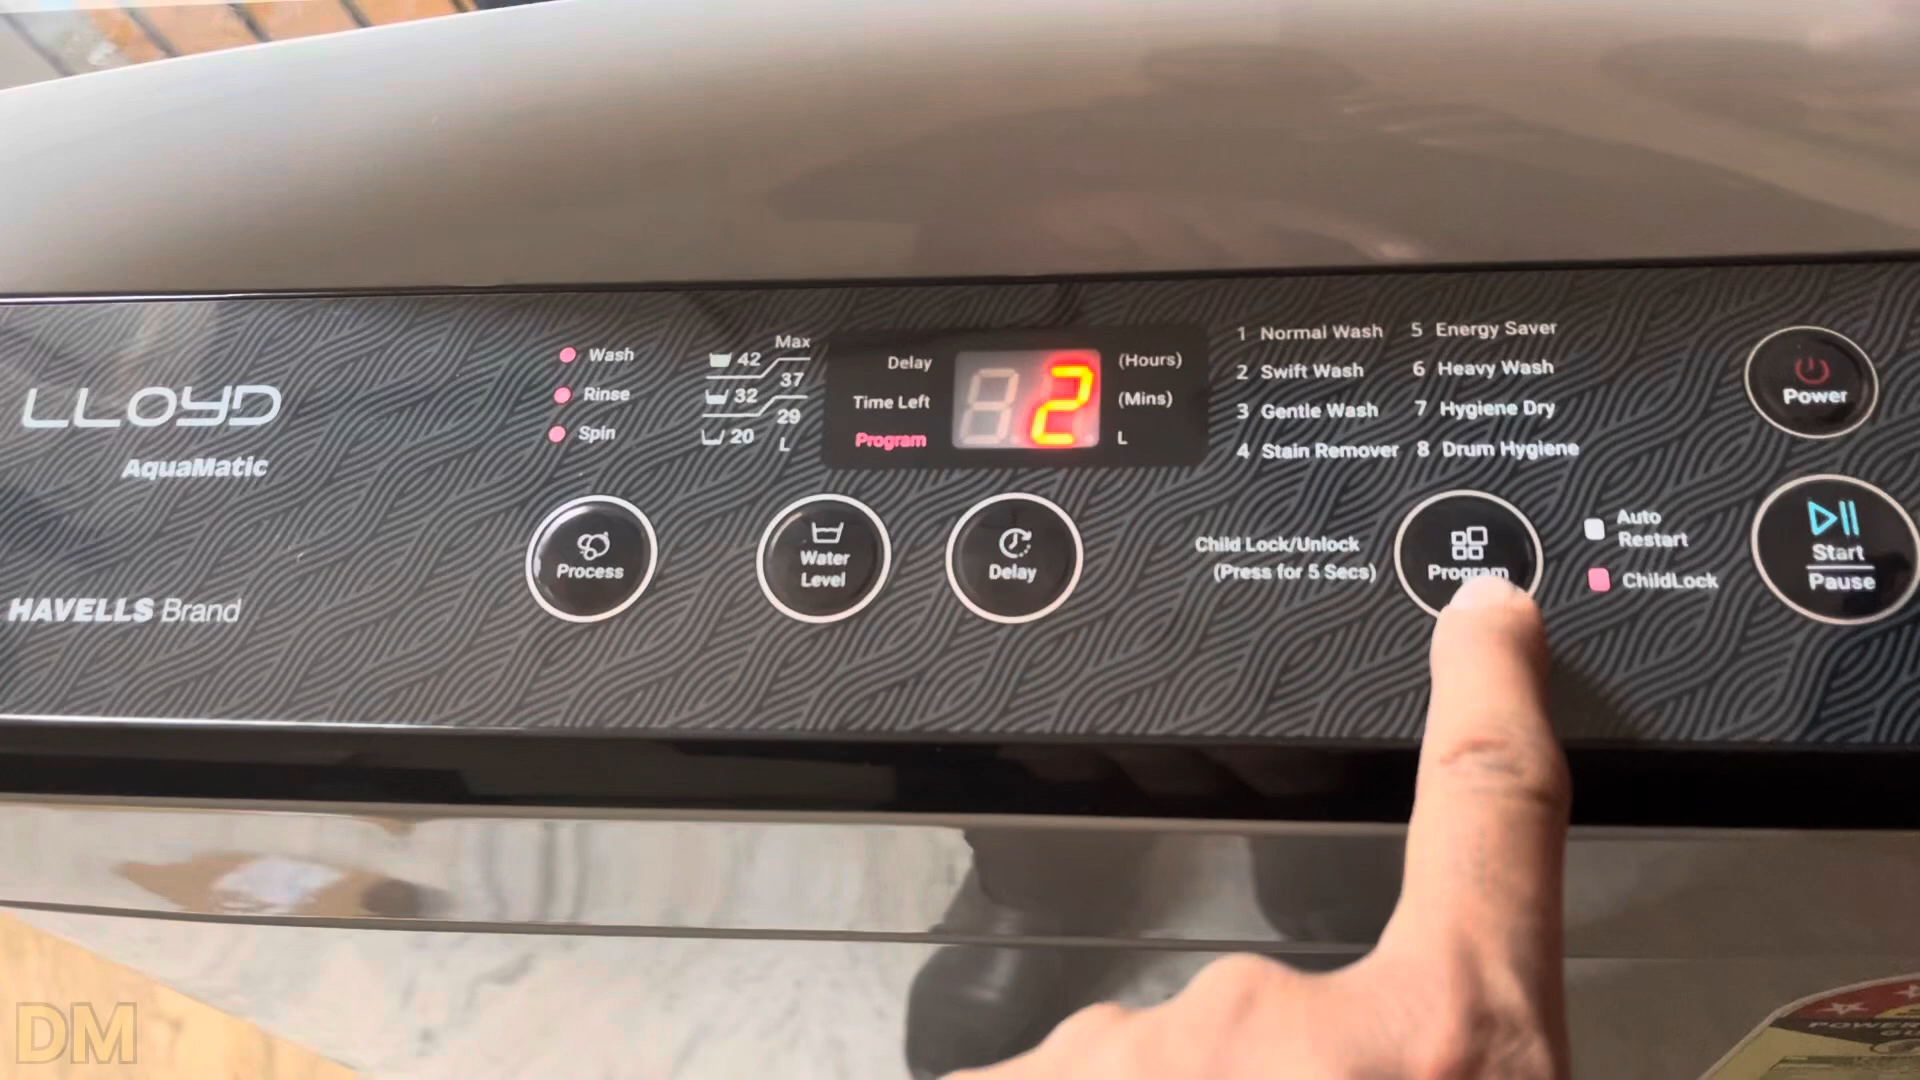 LLOYD
AquaMatic
HAVELLS Brand
Wash
Rinse
Spin
Max
42
37
32
29
20
L
Delay
Time Left
Program
2
(Hours)
(Mins)
L
1 Normal Wash
2 Swift Wash
3 Gentle Wash
4 Stain Remover
5 Energy Saver
6 Heavy Wash
7 Hygiene Dry
8 Drum Hygiene
Power
Process
Water
Level
Delay
Child Lock/Unlock
(Press for 5 Secs)
Program
Auto
Restart
ChildLock
Start
Pause
POWER
DM